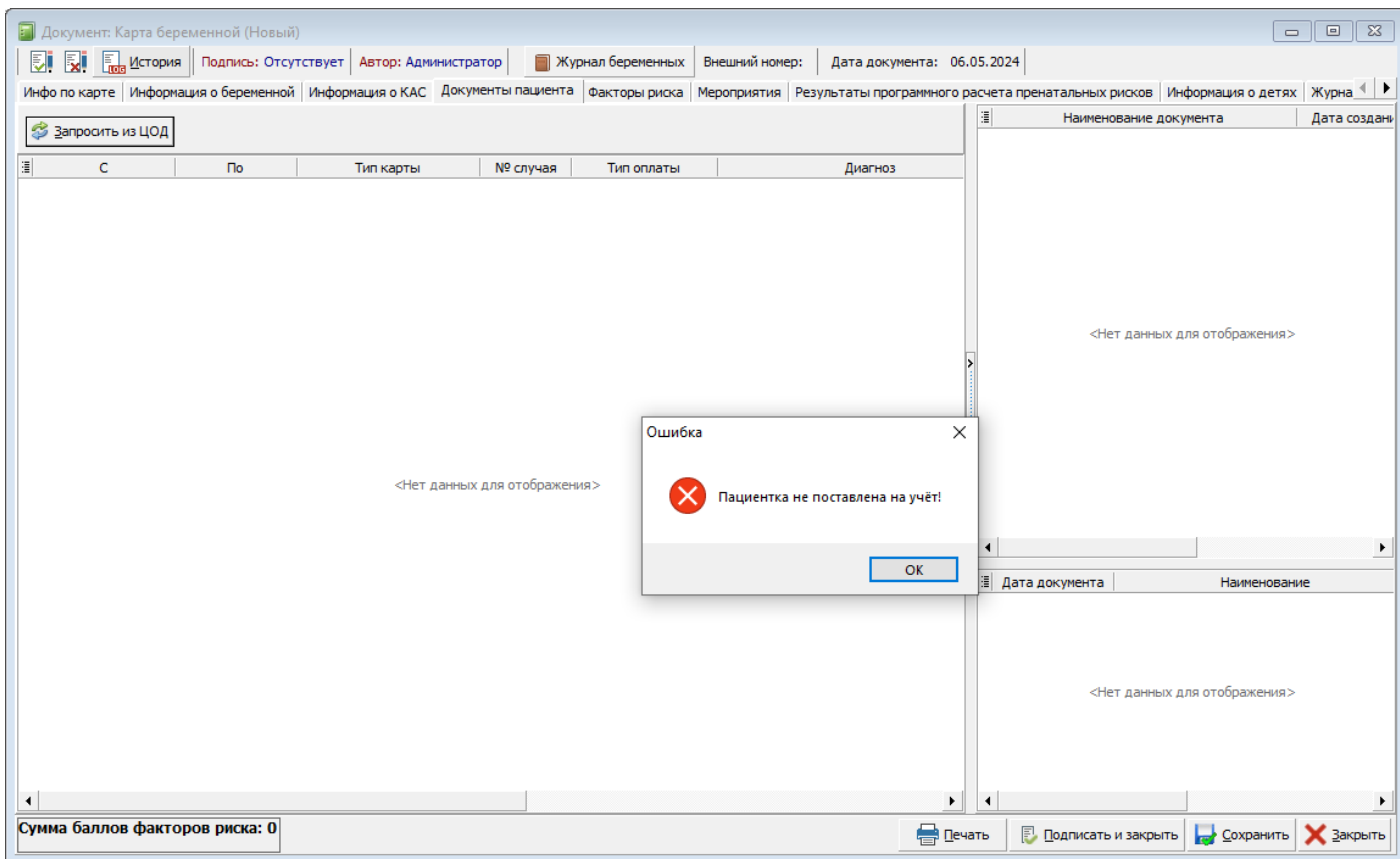 Документ: Карта беременной (Новый)
LOG История Подпись: Отсутствует Автор: Администратор Журнал беременных Внешний номер: Дата документа: 06.05.2024
Инфо по карте Информация о беременной Информация о КАС Документы пациента Факторы риска Мероприятия Результаты программного расчета пренатальных рисков Информация о детях Журна
Запросить из ЦОД
С По Тип карты № случая Тип оплаты Диагноз
<Нет данных для отображения>
Наименование документа Дата создани
<Нет данных для отображения>
Ошибка
Пациентка не поставлена на учёт!
ОК
Дата документа Наименование
<Нет данных для отображения>
Сумма баллов факторов риска: 0
Печать Подписать и закрыть Сохранить Закрыть